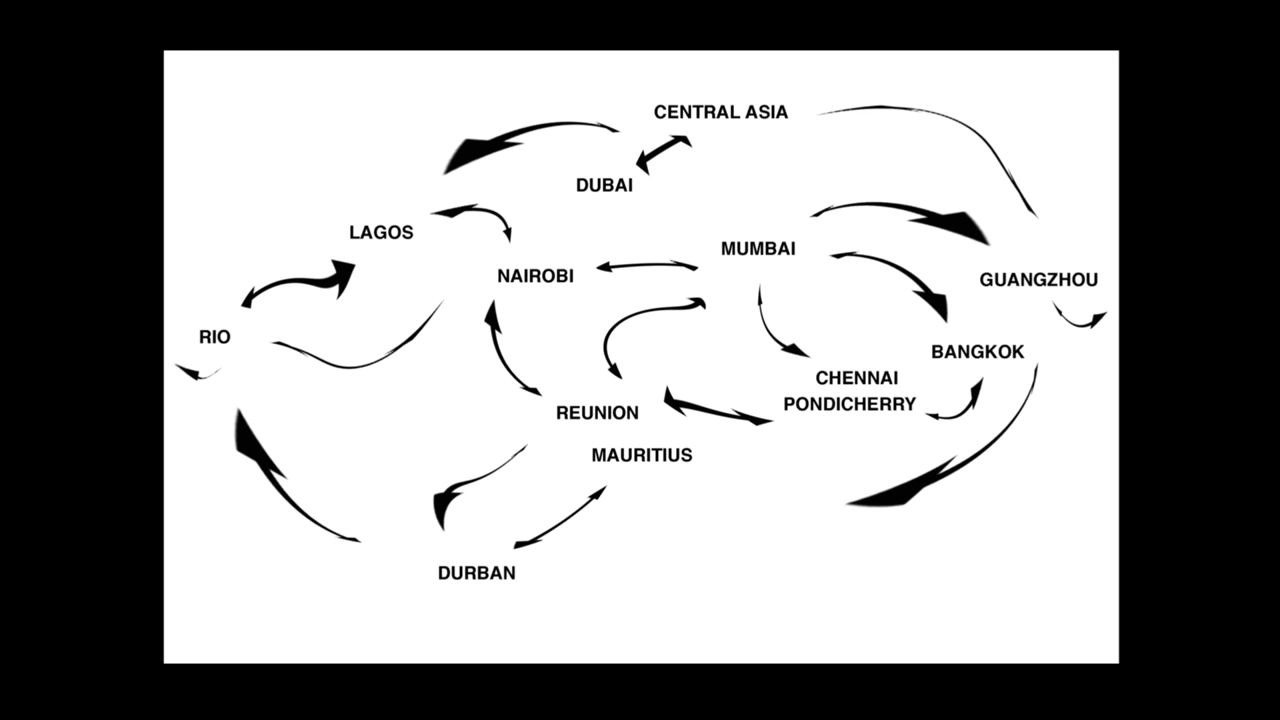 CENTRAL ASIA
DUBAI
LAGOS
MUMBAI
NAIROBI
GUANGZHOU
RIO
BANGKOK
CHENNAI
PONDICHERRY
REUNION
MAURITIUS
DURBAN